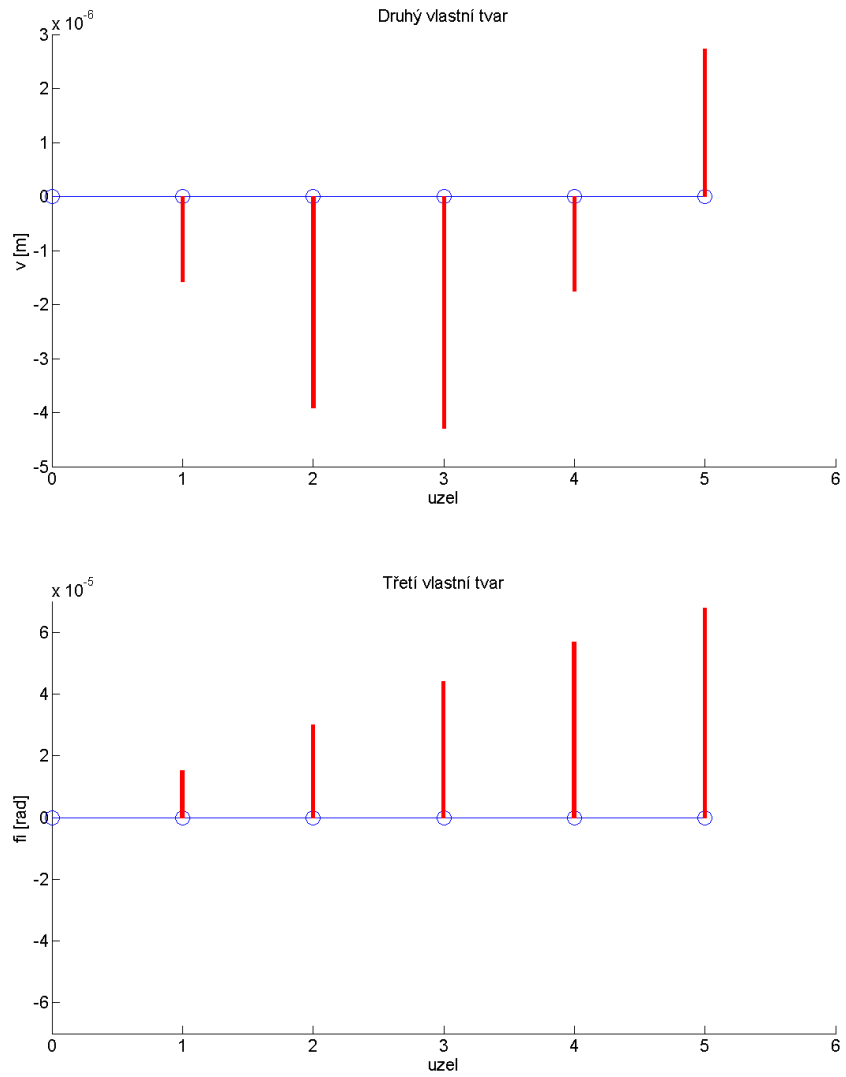 Druhý vlastní tvar
x 10^-6
3
2
1
0
-1
-2
-3
-4
-5
v [m]
0 1 2 3 4 5 6
uzel
Třetí vlastní tvar
x 10^-5
6
4
2
0
-2
-4
-6
fi [rad]
0 1 2 3 4 5 6
uzel